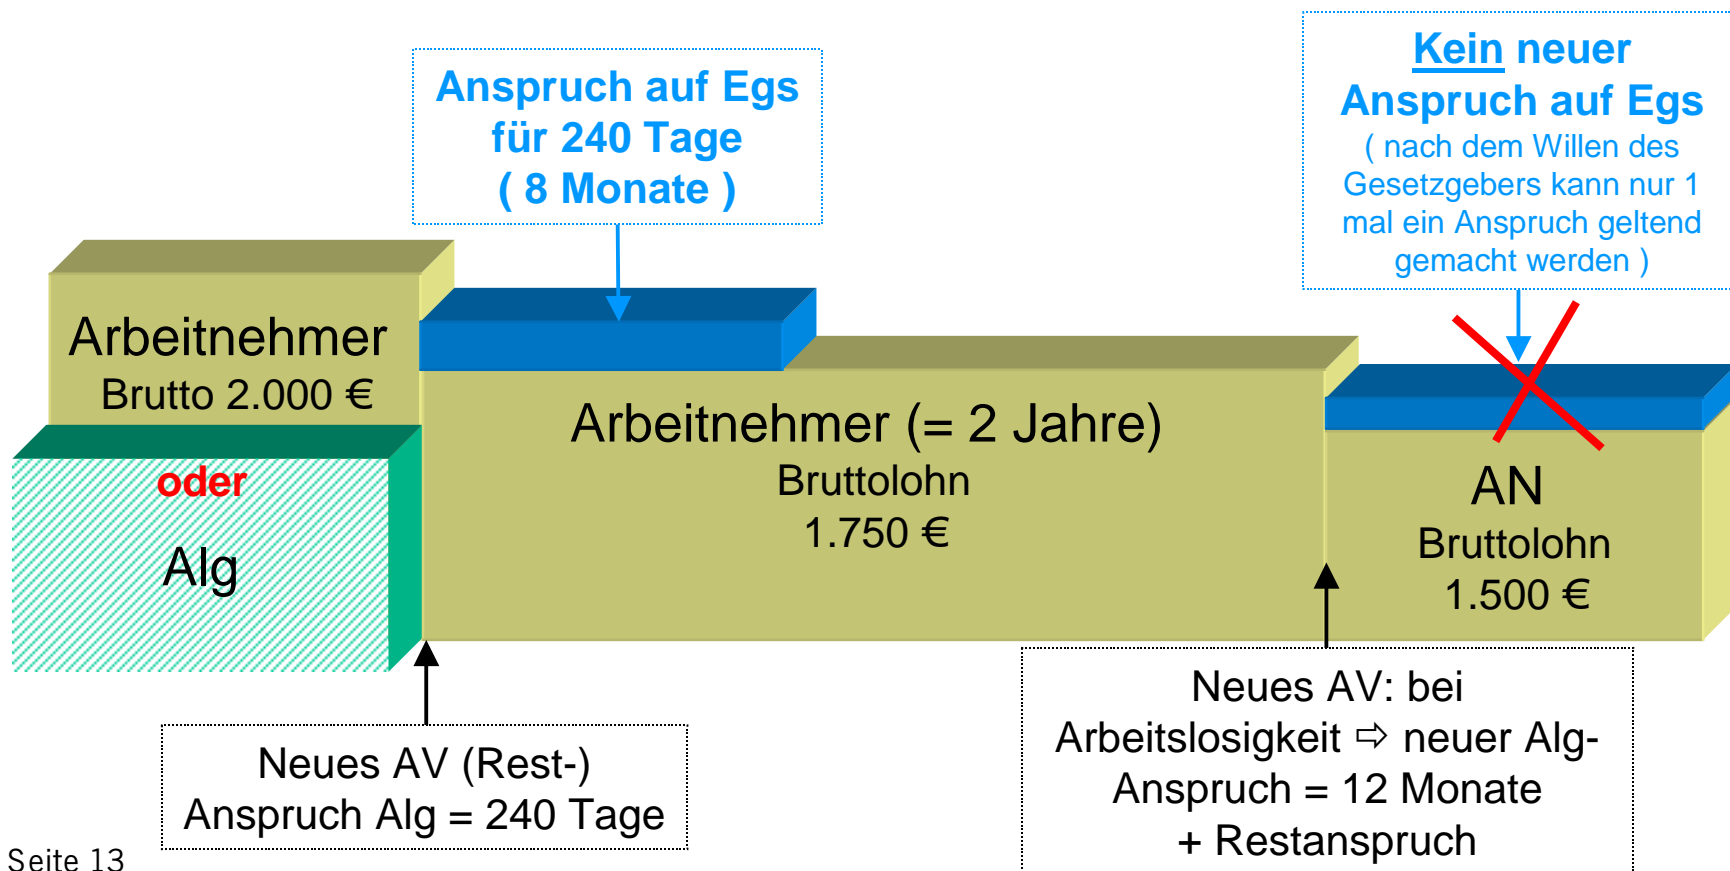 Anspruch auf Egs
für 240 Tage
( 8 Monate )
Kein neuer
Anspruch auf Egs
( nach dem Willen des
Gesetzgebers kann nur 1
mal ein Anspruch geltend
gemacht werden )
Arbeitnehmer
Brutto 2.000 €
oder
Alg
Arbeitnehmer (= 2 Jahre)
Bruttolohn
1.750 €
AN
Bruttolohn
1.500 €
Neues AV (Rest-)
Anspruch Alg = 240 Tage
Neues AV: bei
Arbeitslosigkeit ⇨ neuer Alg-
Anspruch = 12 Monate
+ Restanspruch
Seite 13